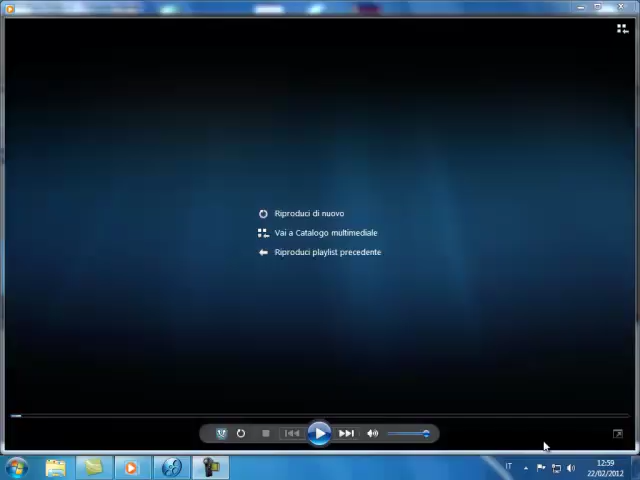 Riproduci di nuovo
Vai a Catalogo multimediale
Riproduci playlist precedente
IT
12:59
22/02/2012